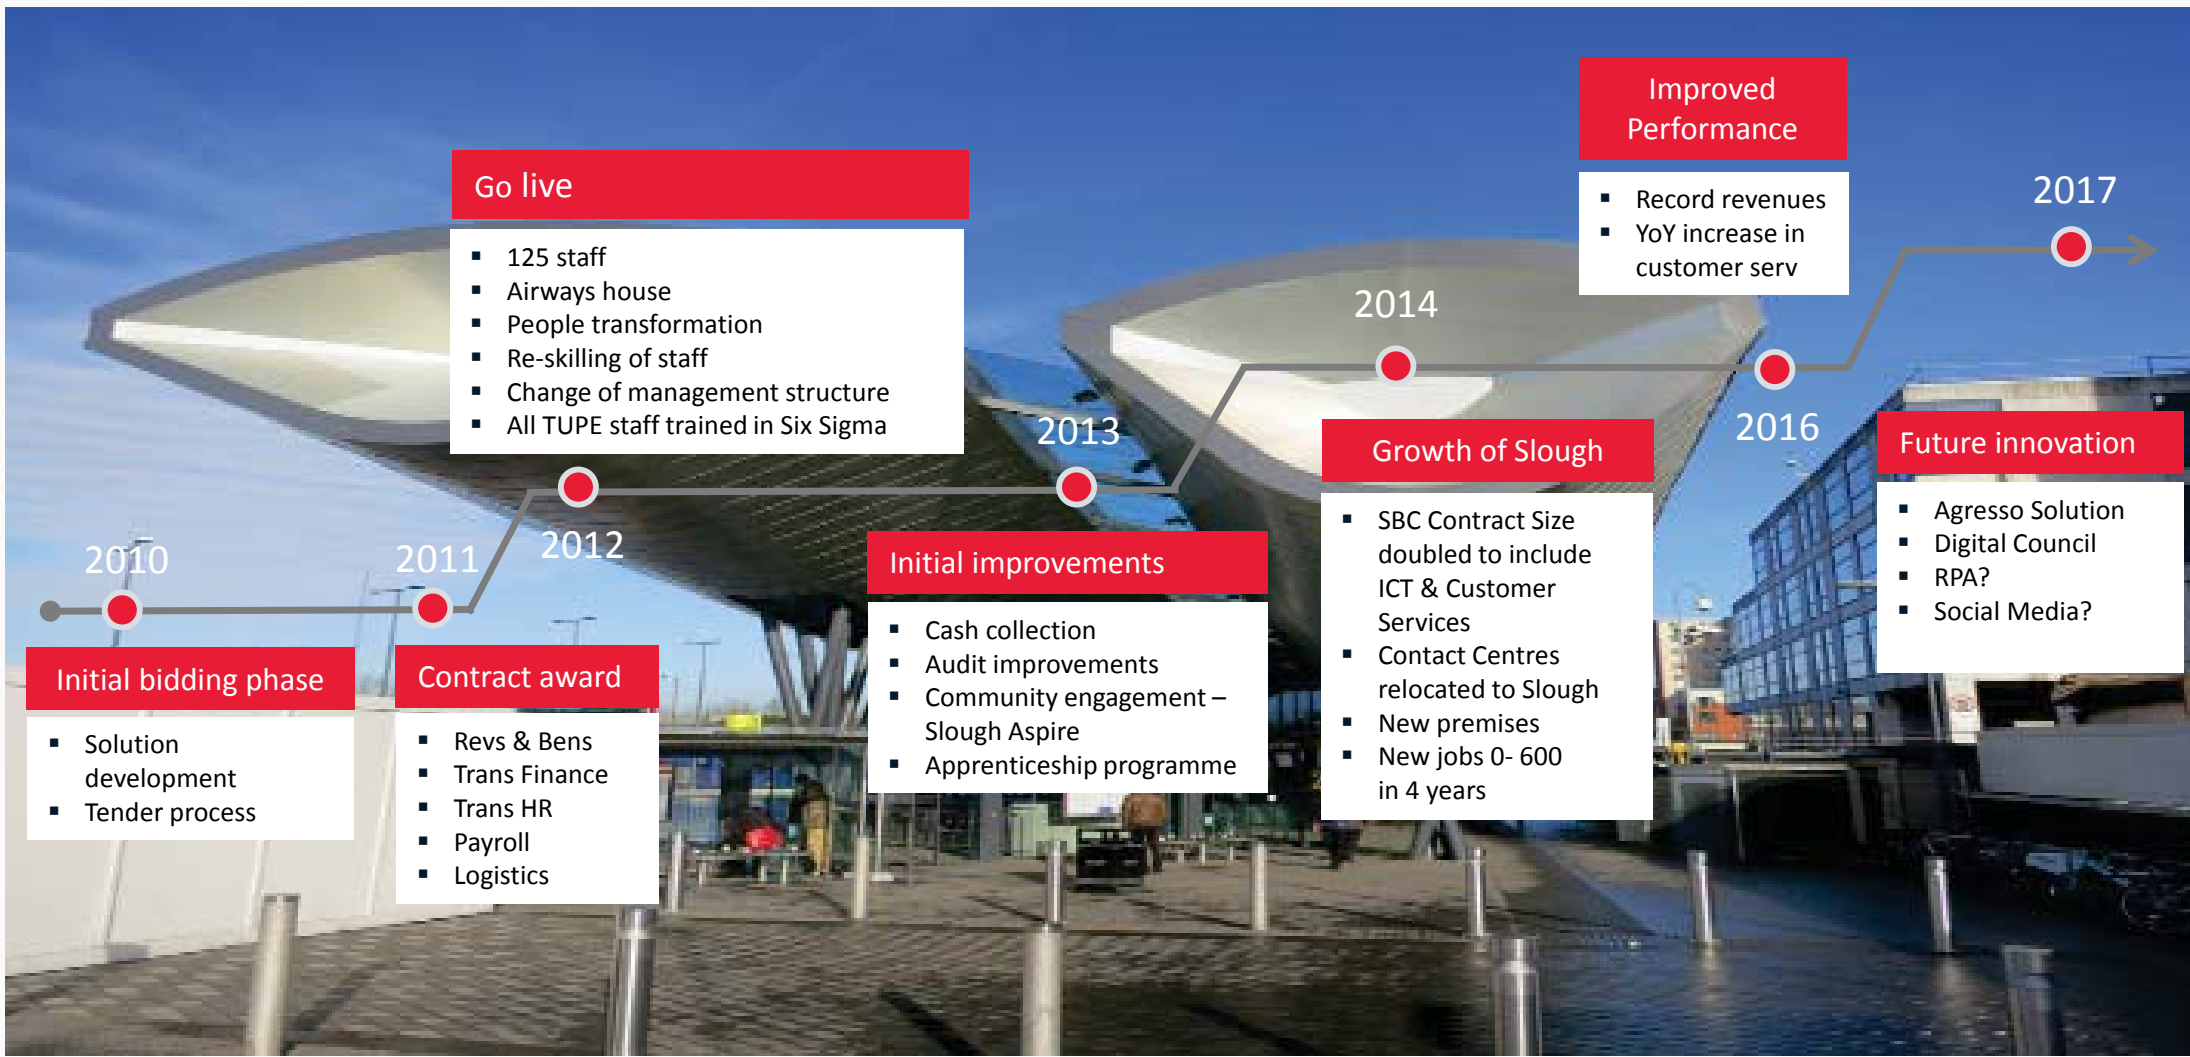 2010
Initial bidding phase
▪ Solution
development
▪ Tender process
2011
Contract award
▪ Revs & Bens
▪ Trans Finance
▪ Trans HR
▪ Payroll
▪ Logistics
Go live
▪ 125 staff
▪ Airways house
▪ People transformation
▪ Re-skilling of staff
▪ Change of management structure
▪ All TUPE staff trained in Six Sigma
2012
2013
Initial improvements
▪ Cash collection
▪ Audit improvements
▪ Community engagement –
Slough Aspire
▪ Apprenticeship programme
2014
Growth of Slough
▪ SBC Contract Size
doubled to include
ICT & Customer
Services
▪ Contact Centres
relocated to Slough
▪ New premises
▪ New jobs 0- 600
in 4 years
Improved
Performance
▪ Record revenues
▪ YoY increase in
customer serv
2016
2017
Future innovation
▪ Agresso Solution
▪ Digital Council
▪ RPA?
▪ Social Media?